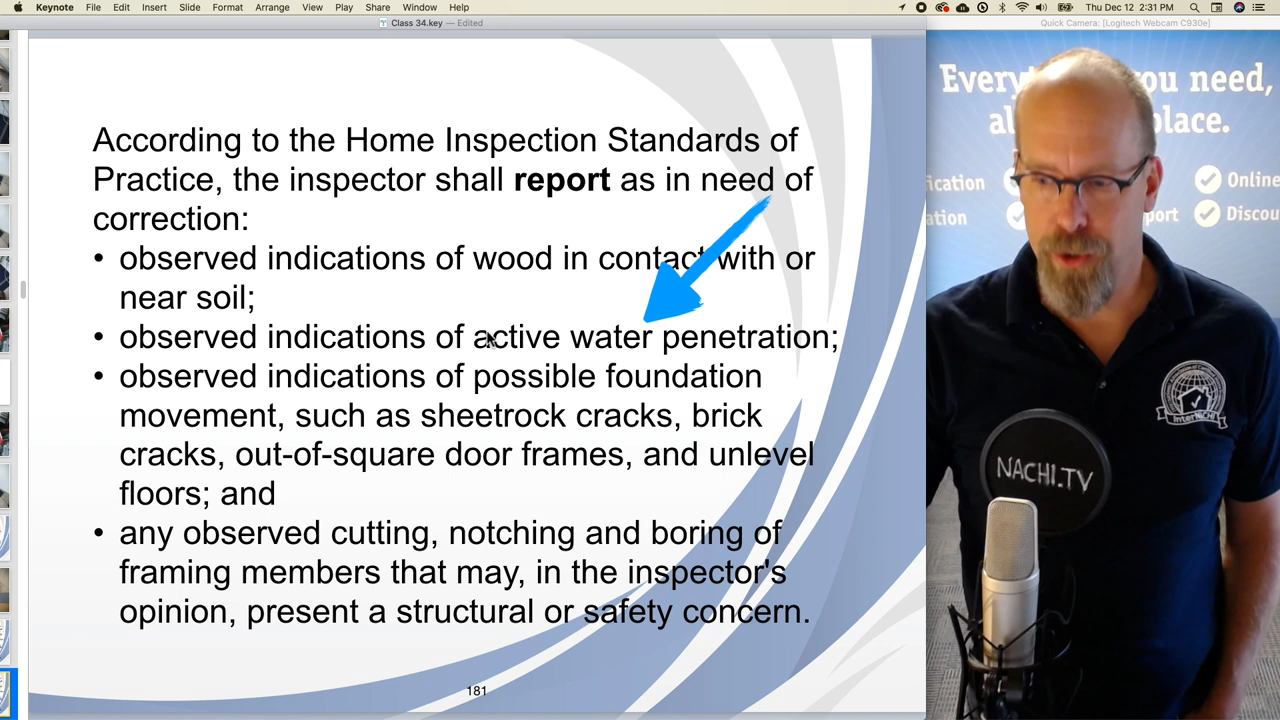 Keynote File Edit Insert Slide Format Arrange View Play Share Window Help
Thu Dec 12 2:31 PM
Class 34.key — Edited
Quick Camera: [Logitech Webcam C930e]
According to the Home Inspection Standards of
Practice, the inspector shall report as in need of
correction:
• observed indications of wood in contact with or
near soil;
• observed indications of active water penetration;
• observed indications of possible foundation
movement, such as sheetrock cracks, brick
cracks, out-of-square door frames, and unlevel
floors; and
• any observed cutting, notching and boring of
framing members that may, in the inspector's
opinion, present a structural or safety concern.
181
you need,
place.
Online
InterNACHI
NACHI.TV